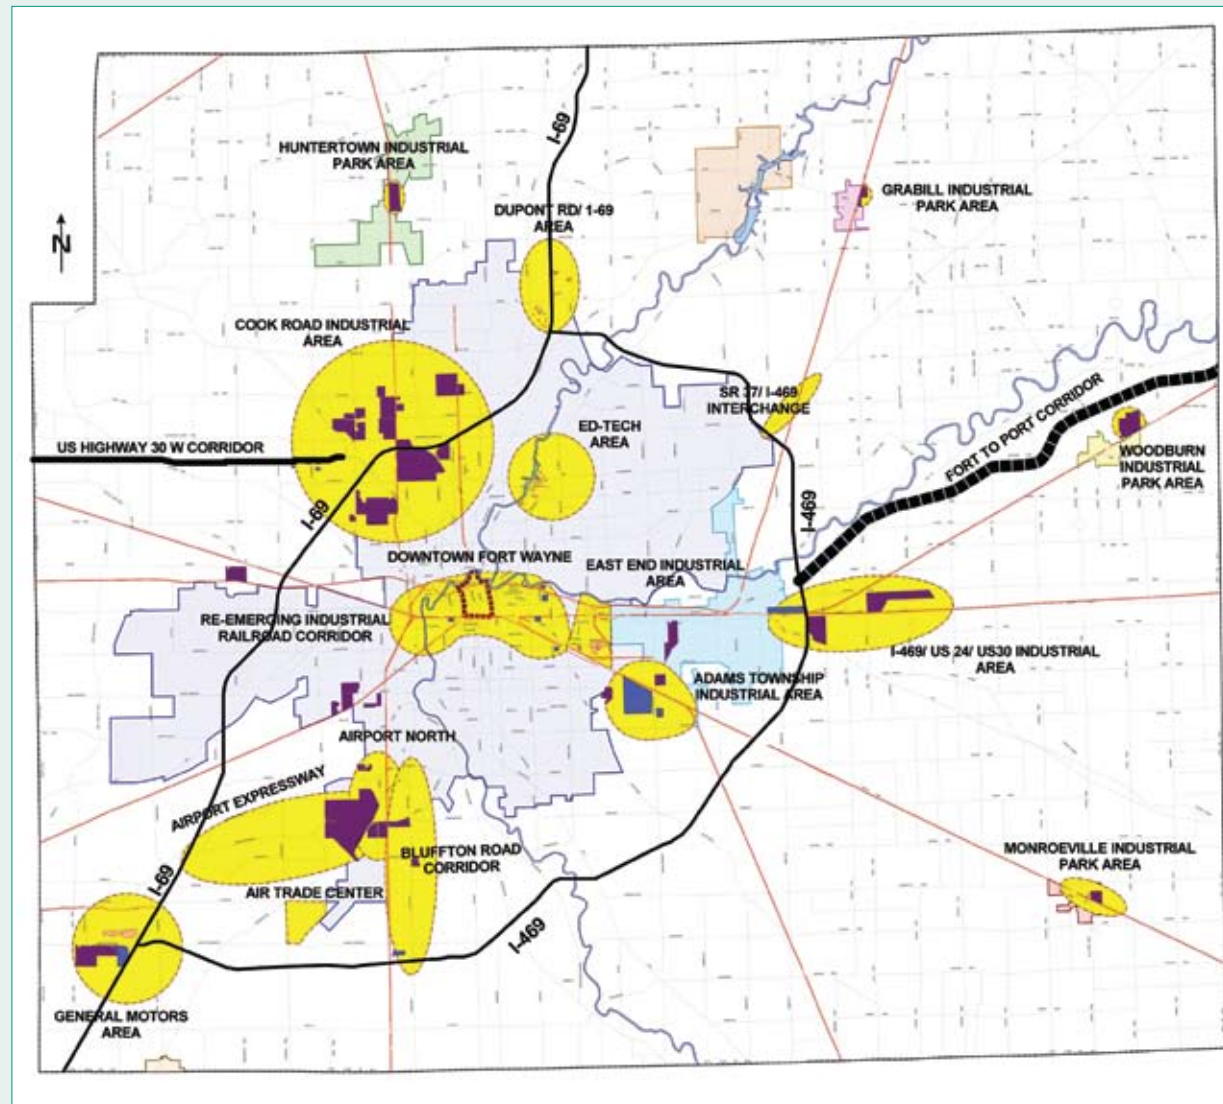 I-69
HUNTERTOWN INDUSTRIAL
PARK AREA
GRABILL INDUSTRIAL
PARK AREA
DUPONT RD/ 1-69
AREA
N
COOK ROAD INDUSTRIAL
AREA
SR 37/ I-469
INTERCHANGE
FORT TO PORT CORRIDOR
ED-TECH
AREA
US HIGHWAY 30 W CORRIDOR
WOODBURN
INDUSTRIAL
PARK AREA
I-69
I-469
DOWNTOWN FORT WAYNE
EAST END INDUSTRIAL
AREA
RE-EMERGING INDUSTRIAL
RAILROAD CORRIDOR
I-469/ US 24/ US30 INDUSTRIAL
AREA
ADAMS TOWNSHIP
INDUSTRIAL AREA
AIRPORT NORTH
AIRPORT EXPRESSWAY
BLUFFTON ROAD
CORRIDOR
MONROEVILLE INDUSTRIAL
PARK AREA
I-69
AIR TRADE CENTER
I-469
GENERAL MOTORS
AREA